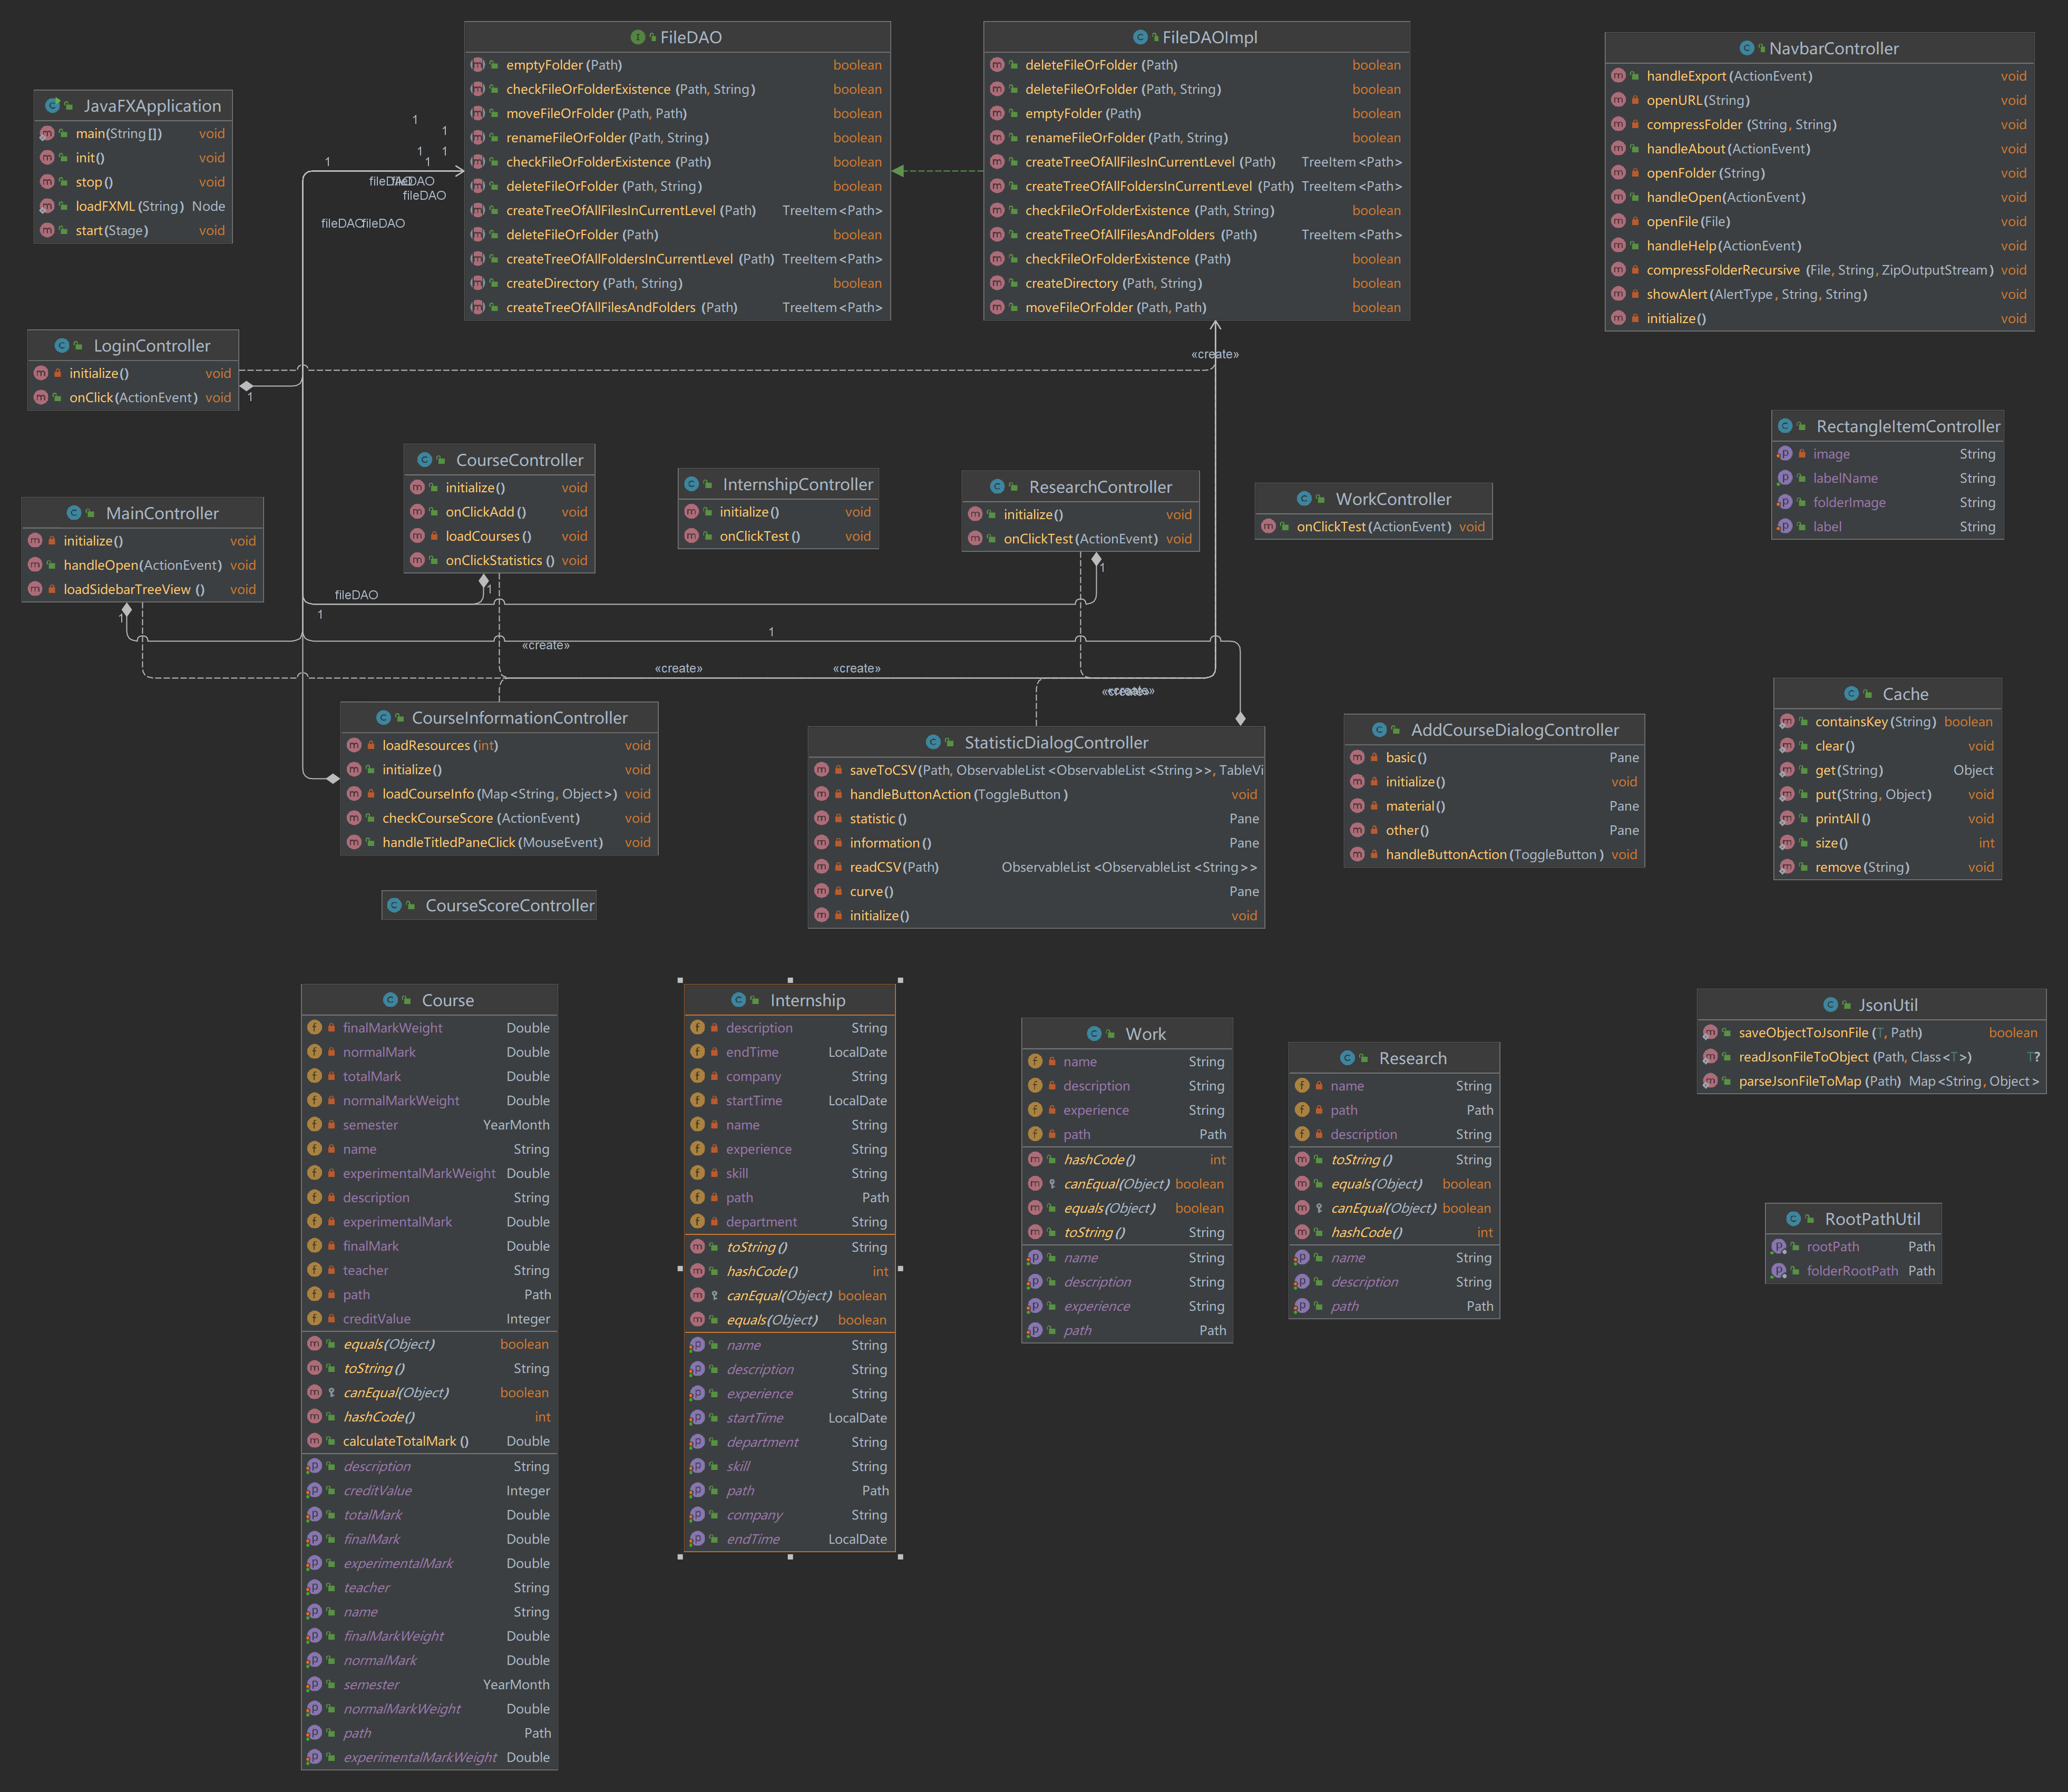 JavaFXApplication
main(String[]) void
init() void
stop() void
loadFXML(String) Node
start(Stage) void
FileDAO
emptyFolder(Path) boolean
checkFileOrFolderExistence(Path, String) boolean
moveFileOrFolder(Path, Path) boolean
renameFileOrFolder(Path, String) boolean
checkFileOrFolderExistence(Path) boolean
deleteFileOrFolder(Path, String) boolean
createTreeOfAllFilesInCurrentLevel(Path) TreeItem<Path>
deleteFileOrFolder(Path) boolean
createTreeOfAllFoldersInCurrentLevel(Path) TreeItem<Path>
createDirectory(Path, String) boolean
createTreeOfAllFilesAndFolders(Path) TreeItem<Path>
FileDAOImpl
deleteFileOrFolder(Path) boolean
deleteFileOrFolder(Path, String) boolean
emptyFolder(Path) boolean
renameFileOrFolder(Path, String) boolean
createTreeOfAllFilesInCurrentLevel(Path) TreeItem<Path>
createTreeOfAllFoldersInCurrentLevel(Path) TreeItem<Path>
checkFileOrFolderExistence(Path, String) boolean
createTreeOfAllFilesAndFolders(Path) TreeItem<Path>
checkFileOrFolderExistence(Path) boolean
createDirectory(Path, String) boolean
moveFileOrFolder(Path, Path) boolean
NavbarController
handleExport(ActionEvent) void
openURL(String) void
compressFolder(String, String) void
handleAbout(ActionEvent) void
openFolder(String) void
handleOpen(ActionEvent) void
openFile(File) void
handleHelp(ActionEvent) void
compressFolderRecursive(File, String, ZipOutputStream) void
showAlert(AlertType, String, String) void
initialize() void
1
1
1
1
1
1
fileDAO
fileDAO
fileDAO
fileDAO
fileDAO
«create»
LoginController
initialize() void
onClick(ActionEvent) void
1
MainController
initialize() void
handleOpen(ActionEvent) void
loadSidebarTreeView() void
1
CourseController
initialize() void
onClickAdd() void
loadCourses() void
onClickStatistics() void
1
InternshipController
initialize() void
onClickTest() void
ResearchController
initialize() void
onClickTest(ActionEvent) void
1
WorkController
onClickTest(ActionEvent) void
RectangleItemController
image String
labelName String
folderImage String
label String
fileDAO
1
1
«create»
«create»
«create»
«create»
«create»
CourseInformationController
loadResources(int) void
initialize() void
loadCourseInfo(Map<String, Object>) void
checkCourseScore(ActionEvent) void
handleTitledPaneClick(MouseEvent) void
CourseScoreController
StatisticDialogController
saveToCSV(Path, ObservableList<ObservableList<String>>, TableVi
handleButtonAction(ToggleButton) void
statistic() Pane
information() Pane
readCSV(Path) ObservableList<ObservableList<String>>
curve() Pane
initialize() void
AddCourseDialogController
basic() Pane
initialize() void
material() Pane
other() Pane
handleButtonAction(ToggleButton) void
Cache
containsKey(String) boolean
clear() void
get(String) Object
put(String, Object) void
printAll() void
size() int
remove(String) void
Course
finalMarkWeight Double
normalMark Double
totalMark Double
normalMarkWeight Double
semester YearMonth
name String
experimentalMarkWeight Double
description String
experimentalMark Double
finalMark Double
teacher String
path Path
creditValue Integer
equals(Object) boolean
toString() String
canEqual(Object) boolean
hashCode() int
calculateTotalMark() Double
description String
creditValue Integer
totalMark Double
finalMark Double
experimentalMark Double
teacher String
name String
finalMarkWeight Double
normalMark Double
semester YearMonth
normalMarkWeight Double
path Path
experimentalMarkWeight Double
Internship
description String
endTime LocalDate
company String
startTime LocalDate
name String
experience String
skill String
path Path
department String
toString() String
hashCode() int
canEqual(Object) boolean
equals(Object) boolean
name String
description String
experience String
startTime LocalDate
department String
skill String
path Path
company String
endTime LocalDate
Work
name String
description String
experience String
path Path
hashCode() int
canEqual(Object) boolean
equals(Object) boolean
toString() String
name String
description String
experience String
path Path
Research
name String
path Path
description String
toString() String
equals(Object) boolean
canEqual(Object) boolean
hashCode() int
name String
description String
path Path
JsonUtil
saveObjectToJsonFile(T, Path) boolean
readJsonFileToObject(Path, Class<T>) T?
parseJsonFileToMap(Path) Map<String, Object>
RootPathUtil
rootPath Path
folderRootPath Path